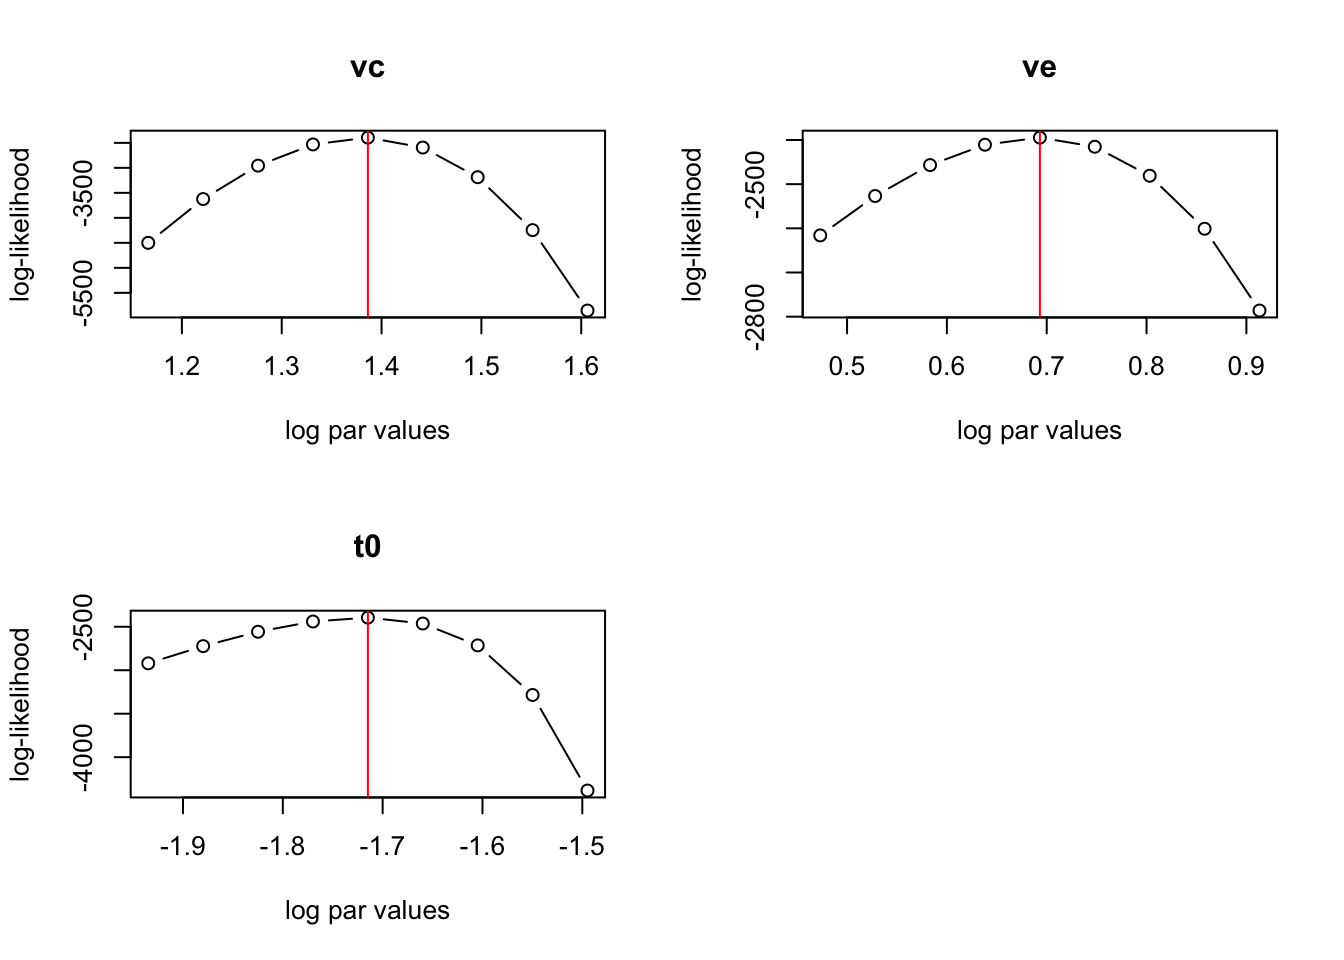 vc
log-likelihood
-3500
-5500
1.2 1.3 1.4 1.5 1.6
log par values
ve
log-likelihood
-2500
-2800
0.5 0.6 0.7 0.8 0.9
log par values
t0
log-likelihood
-2500
-4000
-1.9 -1.8 -1.7 -1.6 -1.5
log par values